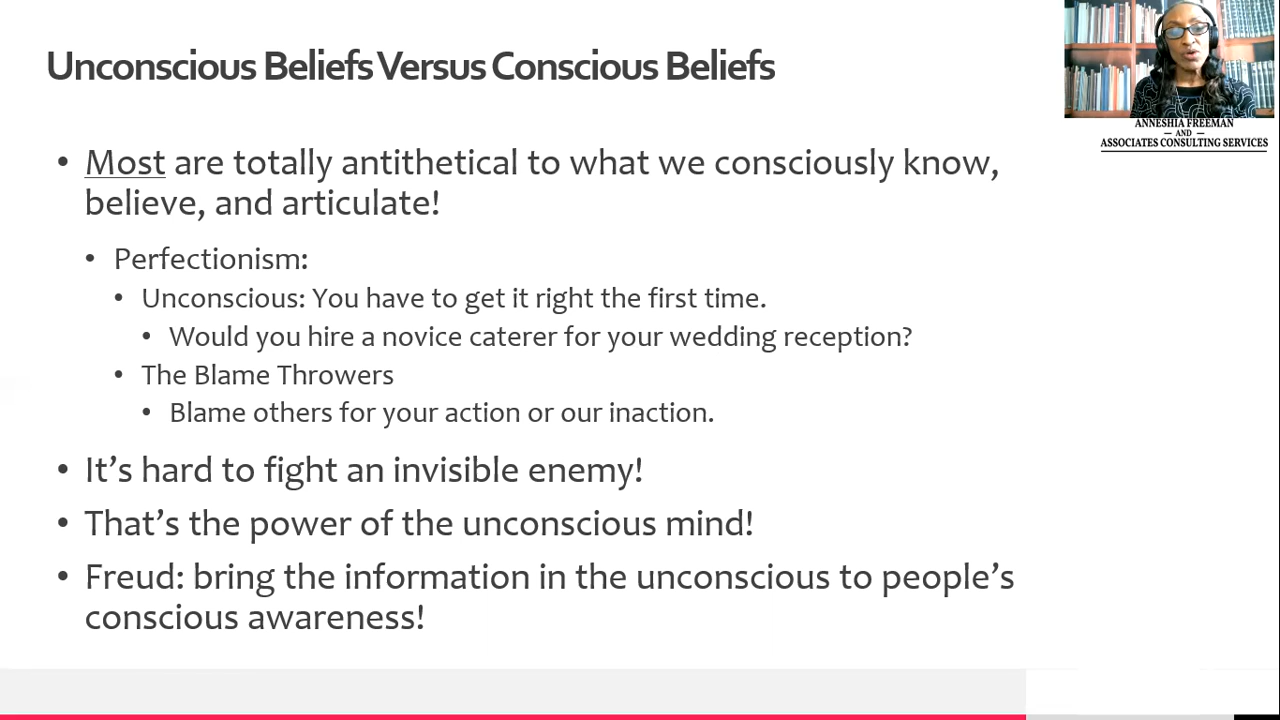 Unconscious Beliefs Versus Conscious Beliefs
• Most are totally antithetical to what we consciously know,
believe, and articulate!
• Perfectionism:
• Unconscious: You have to get it right the first time.
• Would you hire a novice caterer for your wedding reception?
• The Blame Throwers
• Blame others for your action or our inaction.
• It's hard to fight an invisible enemy!
• That's the power of the unconscious mind!
• Freud: bring the information in the unconscious to people's
conscious awareness!
ANNESHIA FREEMAN
— AND —
ASSOCIATES CONSULTING SERVICES